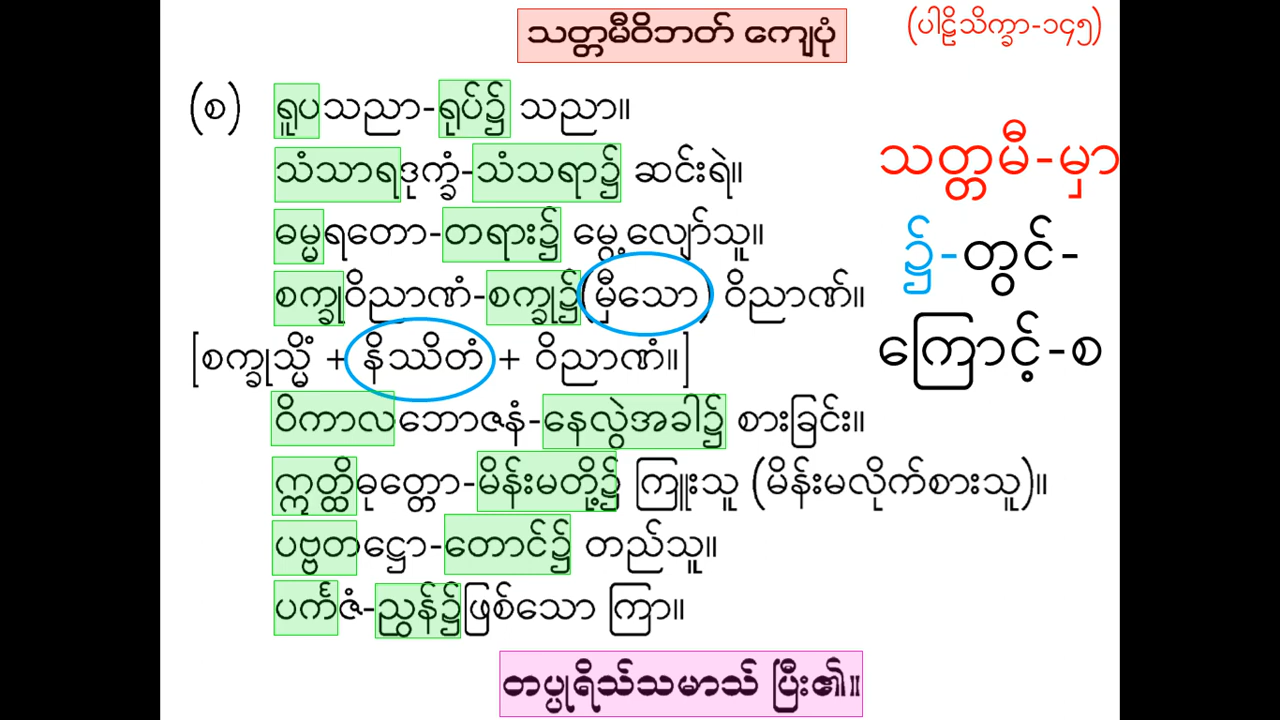 သတ္တမီဝိဘတ် ကျေပုံ
(ပါဠိသိက္ခာ-၁၄၅)
(စ) ရူပသညာ-ရုပ်၌ သညာ။
သံသာရဒုက္ခံ-သံသရာ၌ ဆင်းရဲ။
ဓမ္မရတော-တရား၌ မွေ့လျော်သူ။
စက္ခုဝိညာဏံ-စက္ခု၌(မှီသော) ဝိညာဏ်။
[စက္ခုသ္မိံ + နိဿိတံ + ဝိညာဏံ။]
ဝိကာလဘောဇနံ-နေလွဲအခါ၌ စားခြင်း။
ဣတ္ထိဓုတ္တော-မိန်းမတို့၌ ကြူးသူ (မိန်းမလိုက်စားသူ)။
ပဗ္ဗတဋ္ဌော-တောင်၌ တည်သူ။
ပင်္ကဇံ-ညွန်၌ဖြစ်သော ကြာ။
သတ္တမီ-မှာ
၌-တွင်-
ကြောင့်-စ
တပ္ပုရိသ်သမာသ် ပြီး၏။